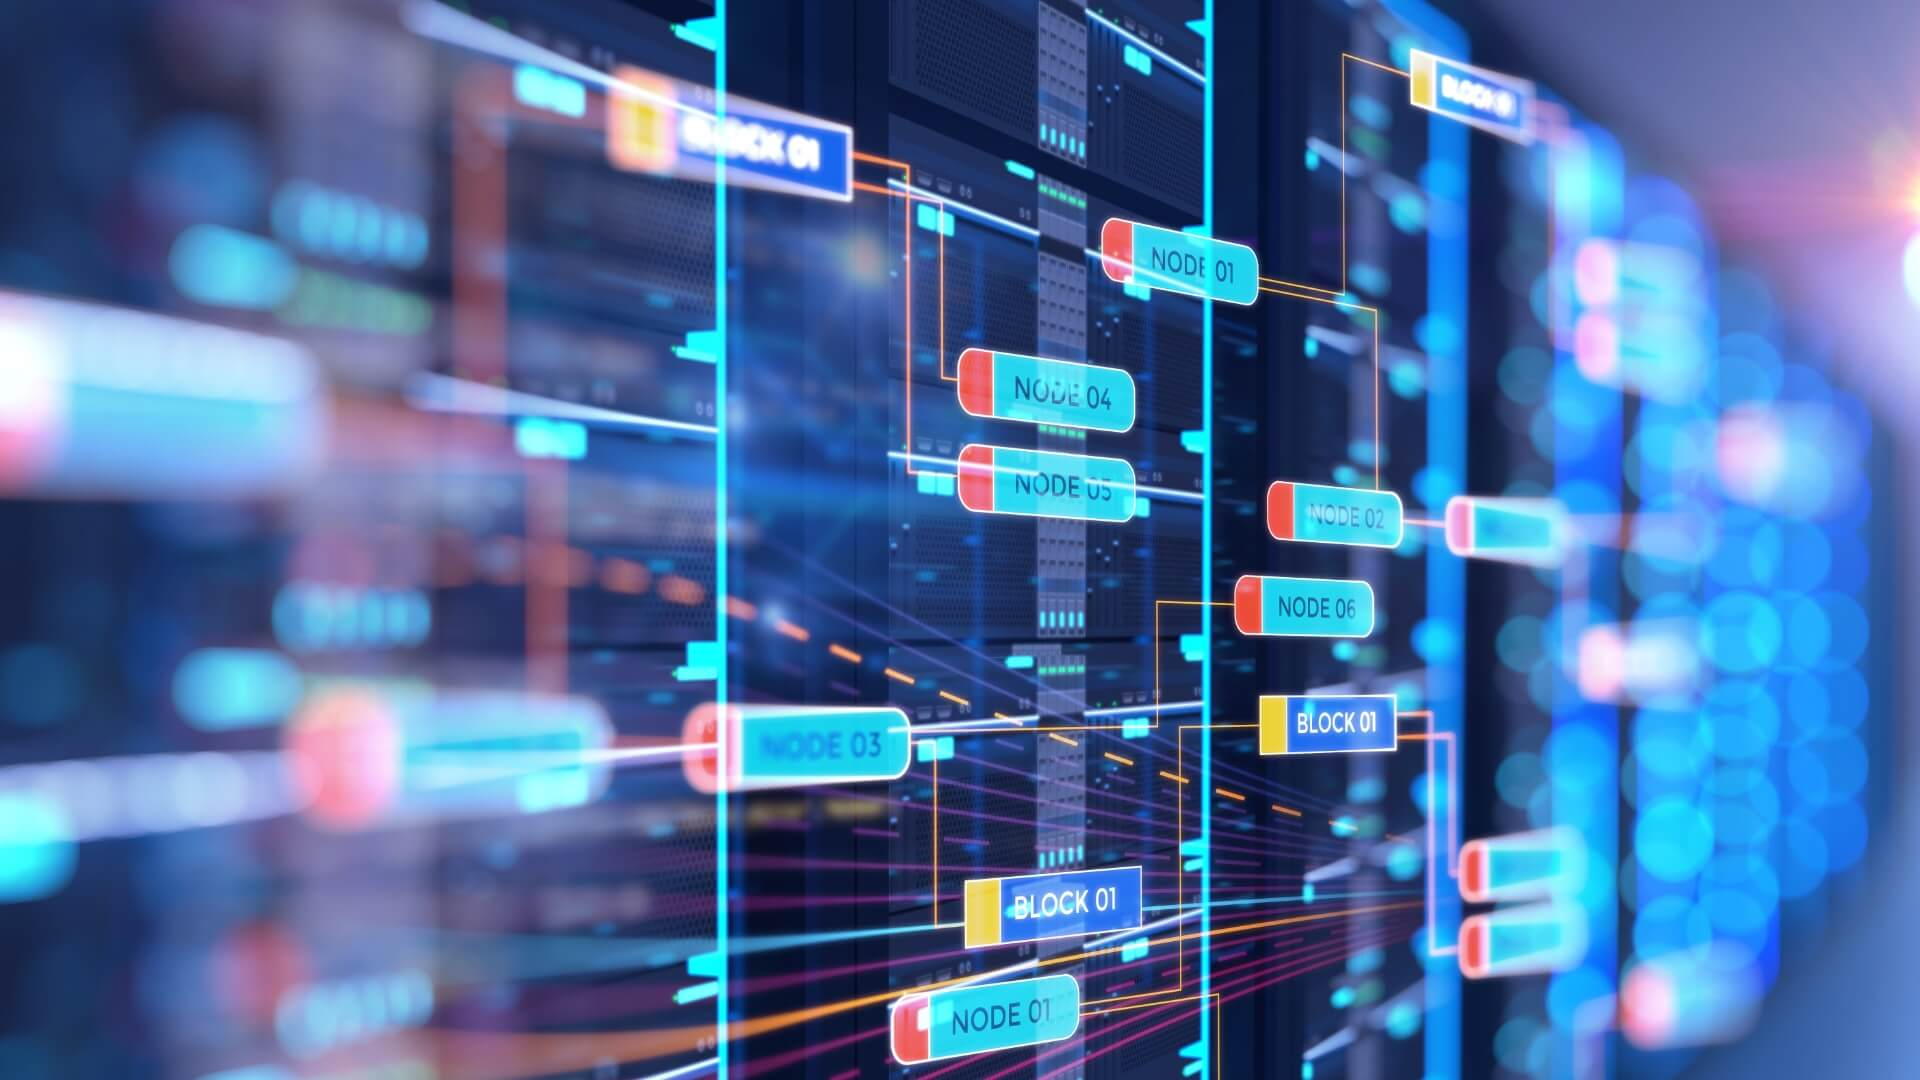 BLOCK 01
NODE 01
NODE 04
NODE 05
NODE 02
NODE 06
BLOCK 01
NODE 03
BLOCK 01
NODE 01